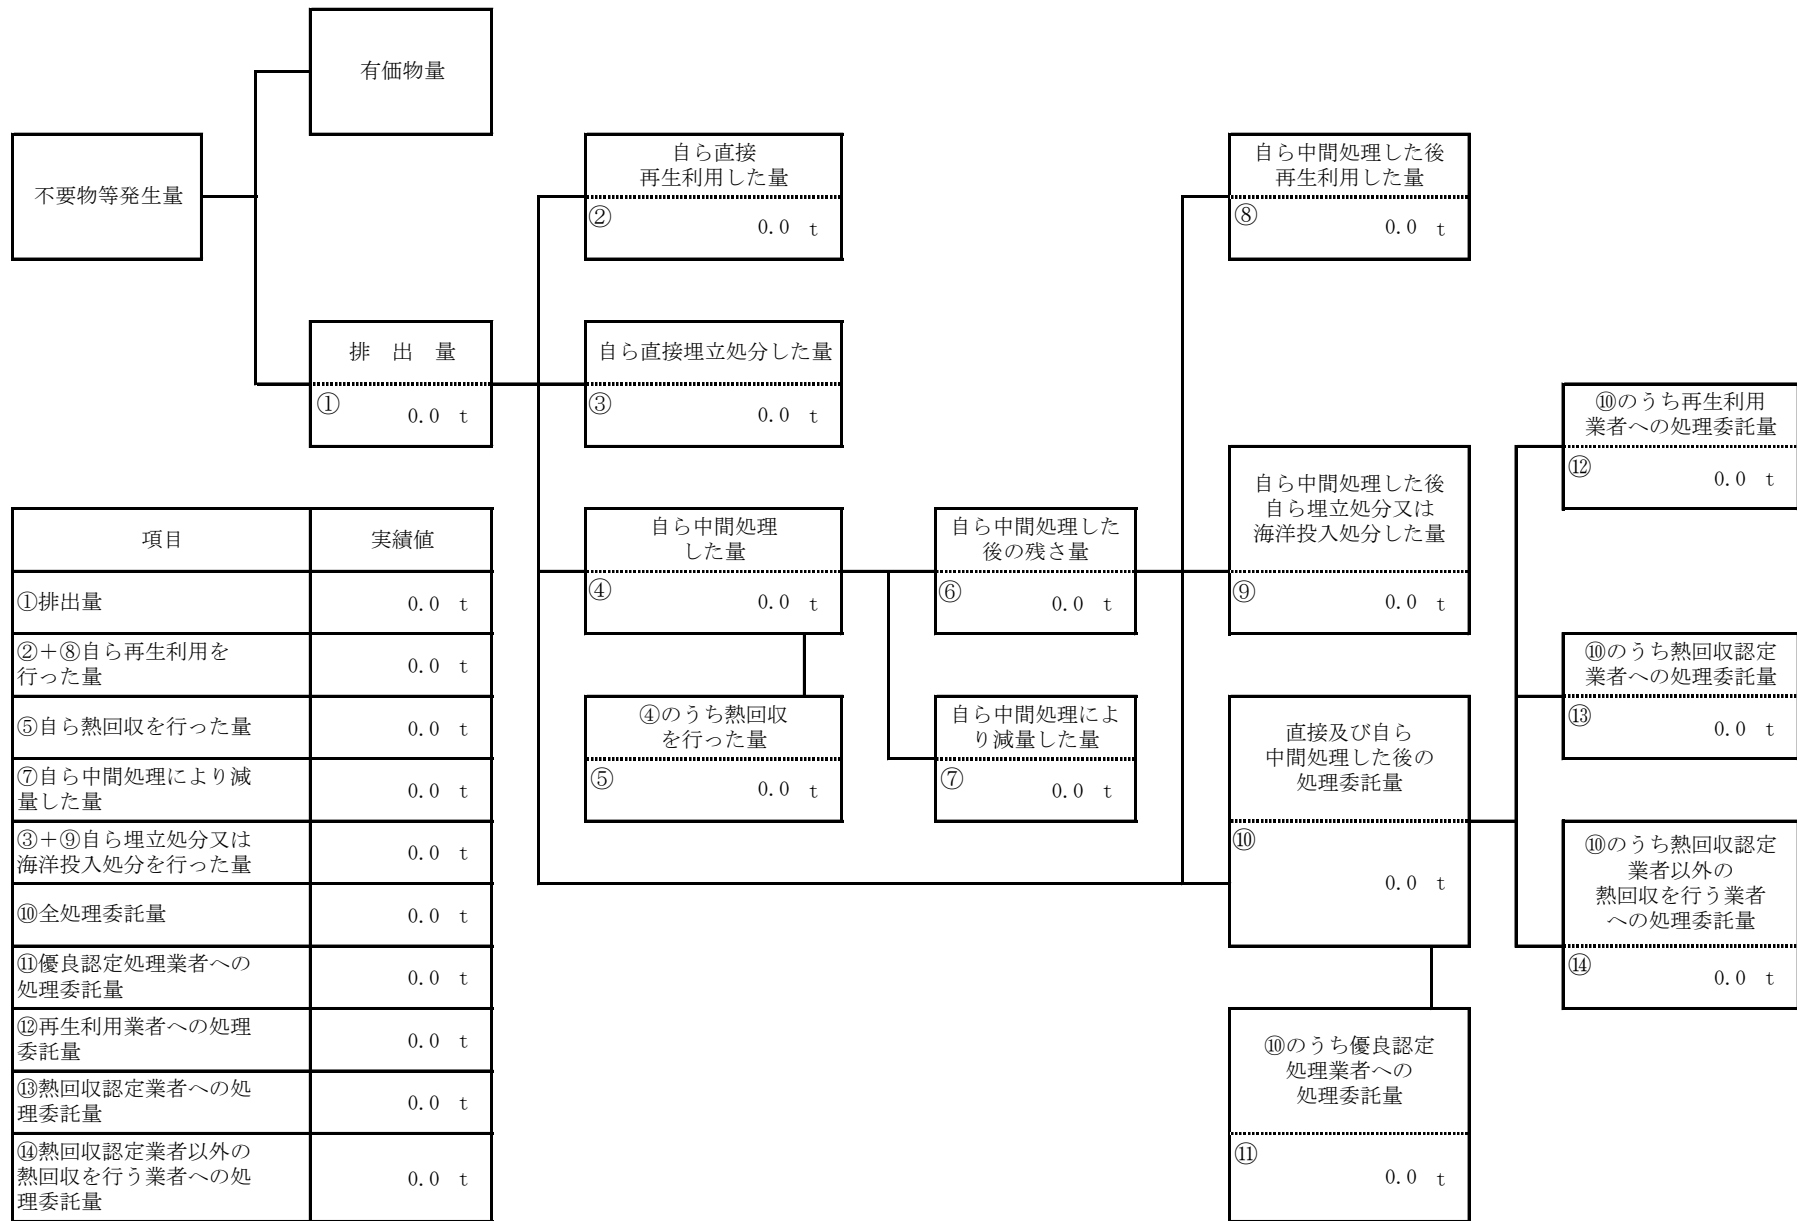 有価物量
不要物等発生量
自ら直接
再生利用した量
② 0.0 t
自ら中間処理した後
再生利用した量
⑧ 0.0 t
排 出 量
① 0.0 t
自ら直接埋立処分した量
③ 0.0 t
⑩のうち再生利用
業者への処理委託量
⑫ 0.0 t
自ら中間処理した後
自ら埋立処分又は
海洋投入処分した量
⑨ 0.0 t
自ら中間処理
した量
④ 0.0 t
自ら中間処理した
後の残さ量
⑥ 0.0 t
⑩のうち熱回収認定
業者への処理委託量
⑬ 0.0 t
④のうち熱回収
を行った量
⑤ 0.0 t
自ら中間処理によ
り減量した量
⑦ 0.0 t
直接及び自ら
中間処理した後の
処理委託量
⑩
0.0 t
⑩のうち熱回収認定
業者以外の
熱回収を行う業者
への処理委託量
⑭ 0.0 t
⑩のうち優良認定
処理業者への
処理委託量
⑪
0.0 t
項目 実績値
①排出量 0.0 t
②+⑧自ら再生利用を
行った量 0.0 t
⑤自ら熱回収を行った量 0.0 t
⑦自ら中間処理により減
量した量 0.0 t
③+⑨自ら埋立処分又は
海洋投入処分を行った量 0.0 t
⑩全処理委託量 0.0 t
⑪優良認定処理業者への
処理委託量 0.0 t
⑫再生利用業者への処理
委託量 0.0 t
⑬熱回収認定業者への処
理委託量 0.0 t
⑭熱回収認定業者以外の
熱回収を行う業者への処 0.0 t
理委託量